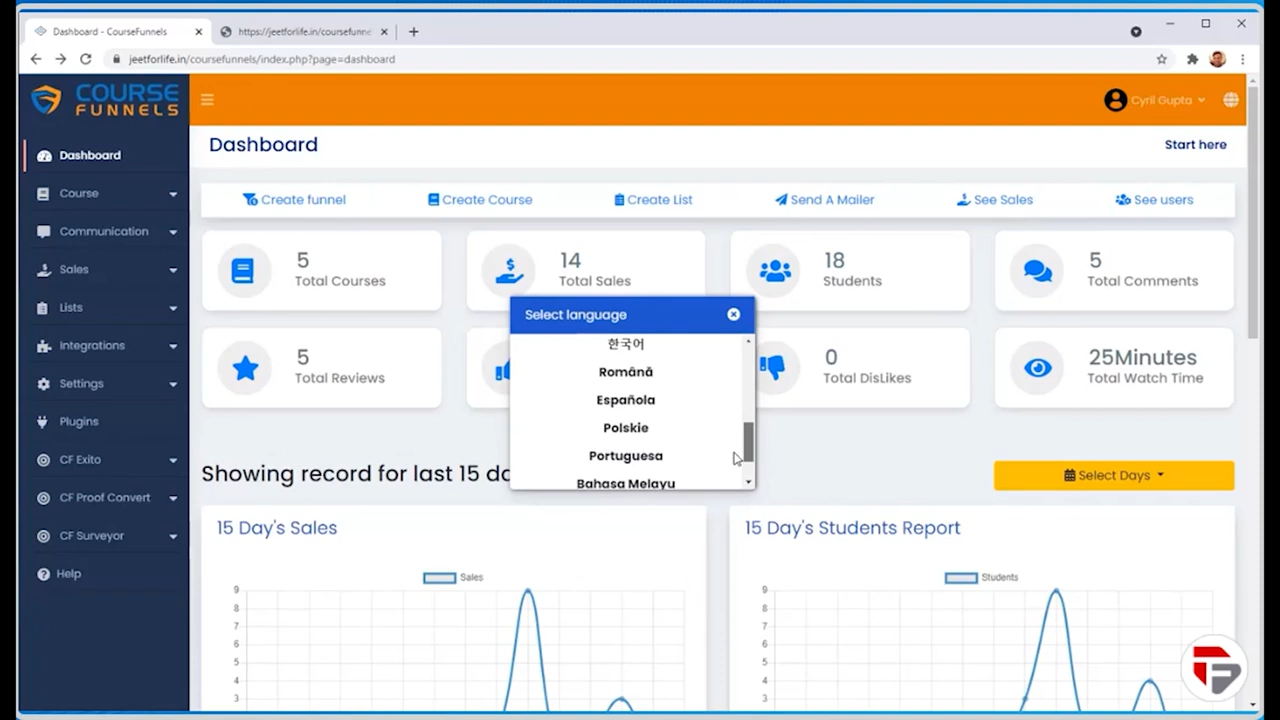 Dashboard - CourseFunnels
https://jeetforlife.in/coursefunne
jeetforlife.in/coursefunnels/index.php?page=dashboard
COURSE
FUNNELS
Cyril Gupta
Dashboard
Start here
Dashboard
Course
Communication
Sales
Lists
Integrations
Settings
Plugins
CF Exito
CF Proof Convert
CF Surveyor
Help
Create funnel
Create Course
Create List
Send A Mailer
See Sales
See users
5
Total Courses
14
Total Sales
18
Students
5
Total Comments
5
Total Reviews
0
Total DisLikes
25Minutes
Total Watch Time
Select language
한국어
Română
Española
Polskie
Portuguesa
Bahasa Melayu
Showing record for last 15 da
Select Days
15 Day's Sales
Sales
9
8
7
6
5
4
3
15 Day's Students Report
Students
9
8
7
6
5
4
3